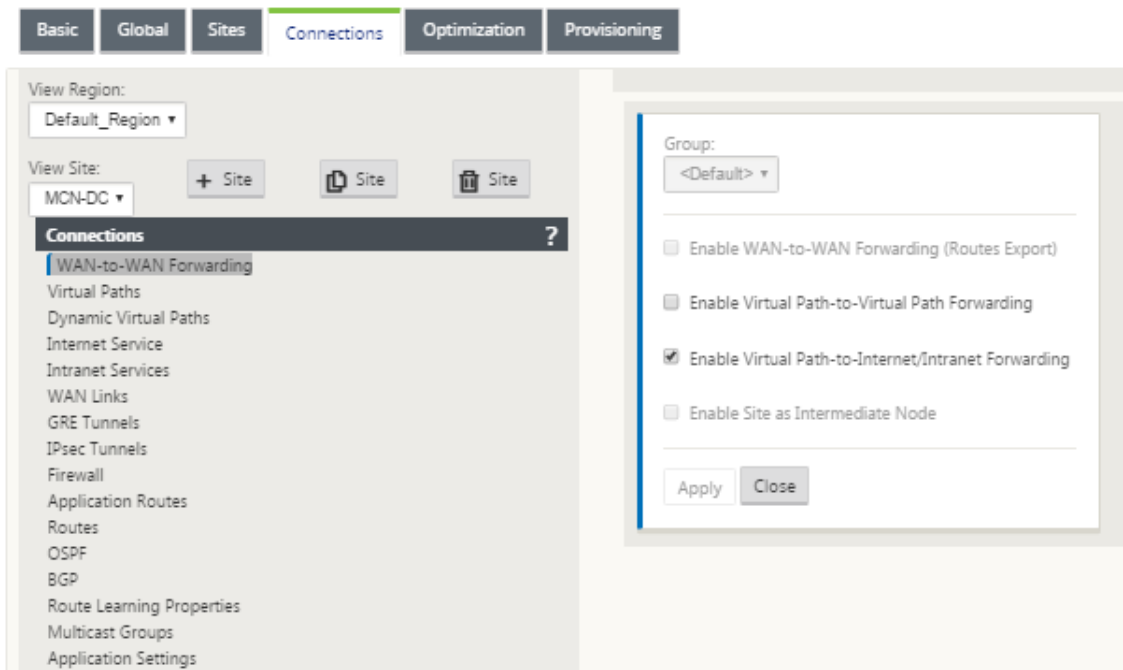 Basic Global Sites Connections Optimization Provisioning
View Region:
Default_Region
View Site:
MCN-DC
+ Site
Site
Site
Connections ?
WAN-to-WAN Forwarding
Virtual Paths
Dynamic Virtual Paths
Internet Service
Intranet Services
WAN Links
GRE Tunnels
IPsec Tunnels
Firewall
Application Routes
Routes
OSPF
BGP
Route Learning Properties
Multicast Groups
Application Settings
Group:
<Default>
Enable WAN-to-WAN Forwarding (Routes Export)
Enable Virtual Path-to-Virtual Path Forwarding
Enable Virtual Path-to-Internet/Intranet Forwarding
Enable Site as Intermediate Node
Apply Close